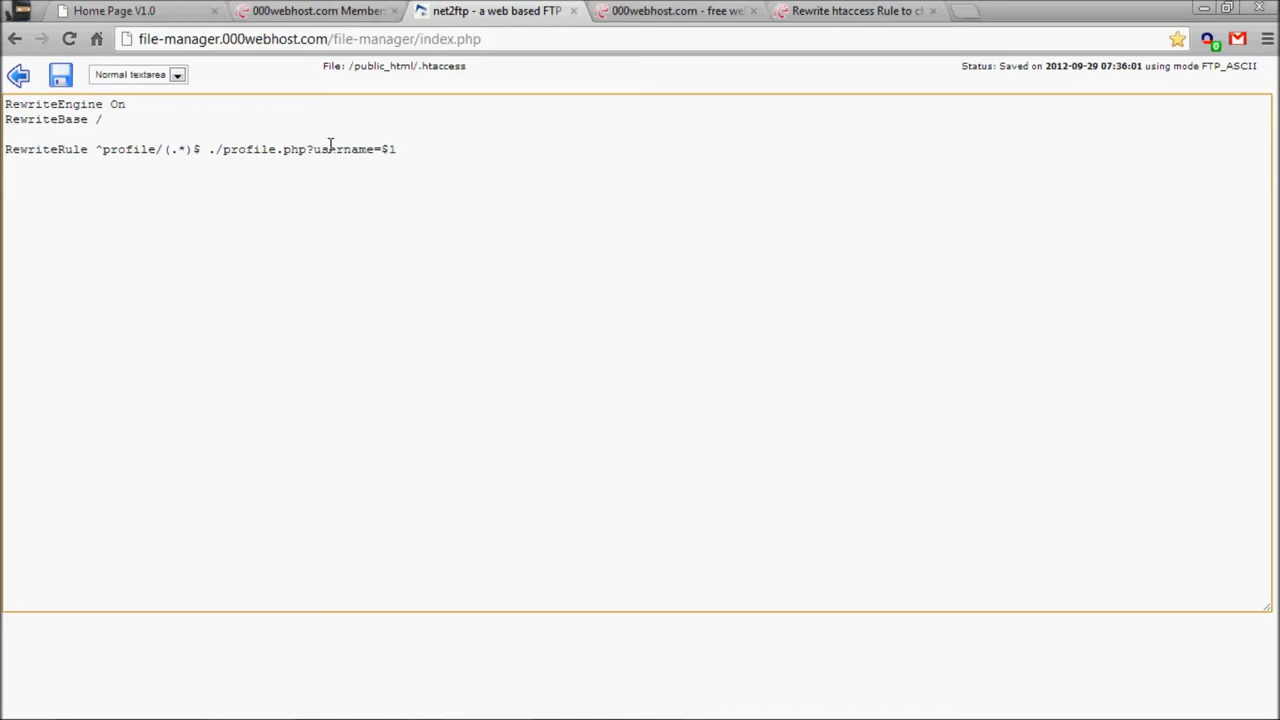 Home Page V1.0
000webhost.com Member
net2ftp - a web based FTP
000webhost.com - free we
Rewrite htaccess Rule to c
file-manager.000webhost.com/file-manager/index.php
0
Normal textarea
File: /public_html/.htaccess
Status: Saved on 2012-09-29 07:36:01 using mode FTP_ASCII
RewriteEngine On
RewriteBase /
RewriteRule ^profile/(.*)$ ./profile.php?username=$1